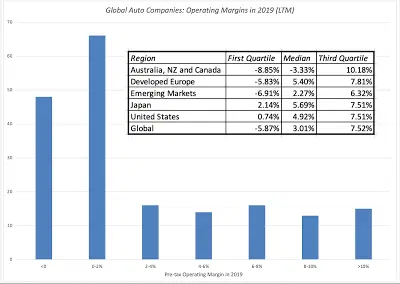 Global Auto Companies: Operating Margins in 2019 (LTM)
70
60
50
40
30
20
10
0
Region First Quartile Median Third Quartile
Australia, NZ and Canada -8.85% -3.33% 10.18%
Developed Europe -5.83% 5.40% 7.81%
Emerging Markets -6.91% 2.27% 6.32%
Japan 2.14% 5.69% 7.51%
United States 0.74% 4.92% 7.51%
Global -5.87% 3.01% 7.52%
<0 0-2% 2-4% 4-6% 6-8% 8-10% >10%
Pre-tax Operating Margin in 2019